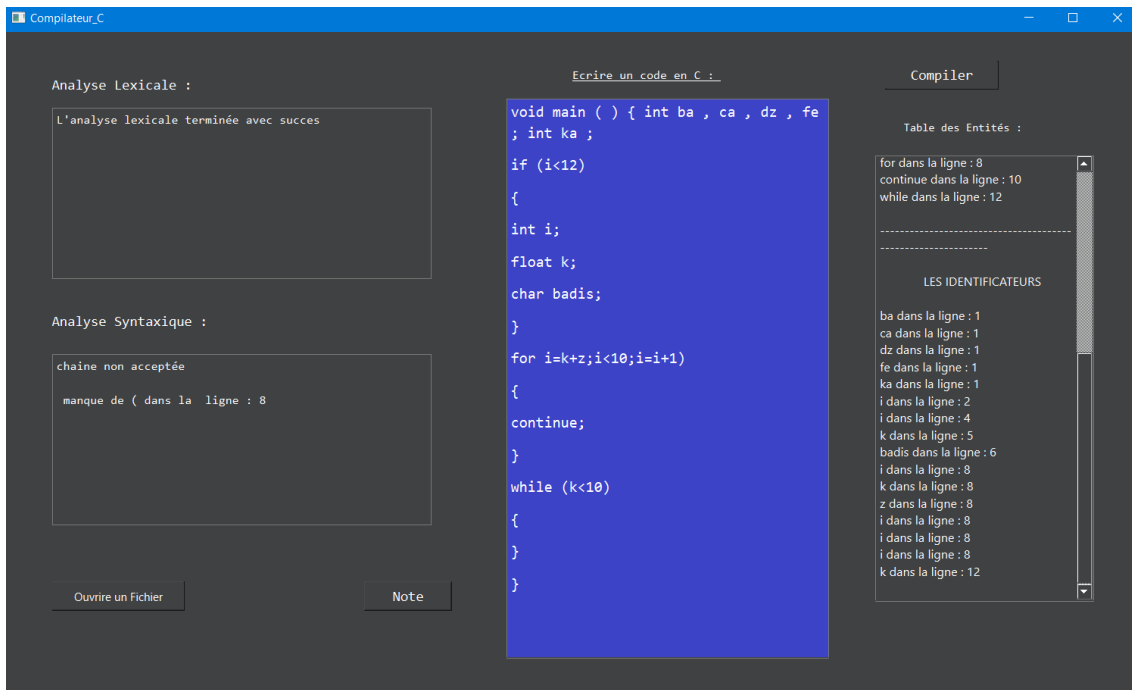 Compilateur_C
Analyse Lexicale :
L'analyse lexicale terminée avec succes
Analyse Syntaxique :
chaine non acceptée
manque de ( dans la  ligne : 8
Ouvrire un Fichier
Note
Ecrire un code en C :
void main ( ) { int ba , ca , dz , fe
; int ka ;
if (i<12)
{
int i;
float k;
char badis;
}
for i=k+z;i<10;i=i+1)
{
continue;
}
while (k<10)
{
}
}
Compiler
Table des Entités :
for dans la ligne : 8
continue dans la ligne : 10
while dans la ligne : 12
---------------------------------------
----------------------
LES IDENTIFICATEURS
ba dans la ligne : 1
ca dans la ligne : 1
dz dans la ligne : 1
fe dans la ligne : 1
ka dans la ligne : 1
i dans la ligne : 2
i dans la ligne : 4
k dans la ligne : 5
badis dans la ligne : 6
i dans la ligne : 8
k dans la ligne : 8
z dans la ligne : 8
i dans la ligne : 8
i dans la ligne : 8
i dans la ligne : 8
k dans la ligne : 12